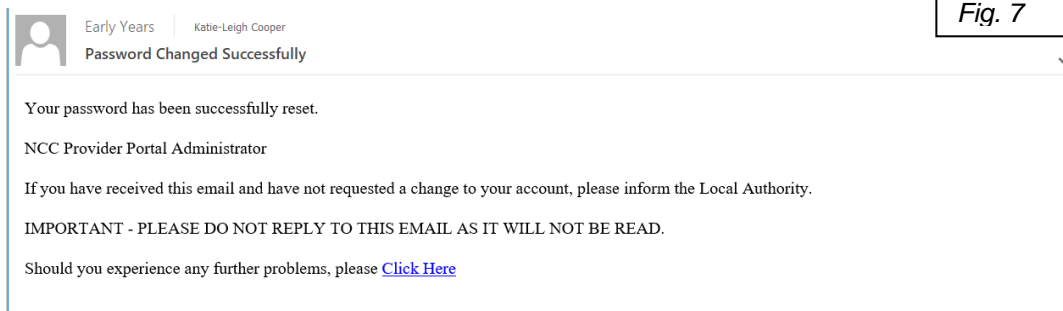 Fig. 7
Early Years Katie-Leigh Cooper
Password Changed Successfully
Your password has been successfully reset.
NCC Provider Portal Administrator
If you have received this email and have not requested a change to your account, please inform the Local Authority.
IMPORTANT - PLEASE DO NOT REPLY TO THIS EMAIL AS IT WILL NOT BE READ.
Should you experience any further problems, please Click Here